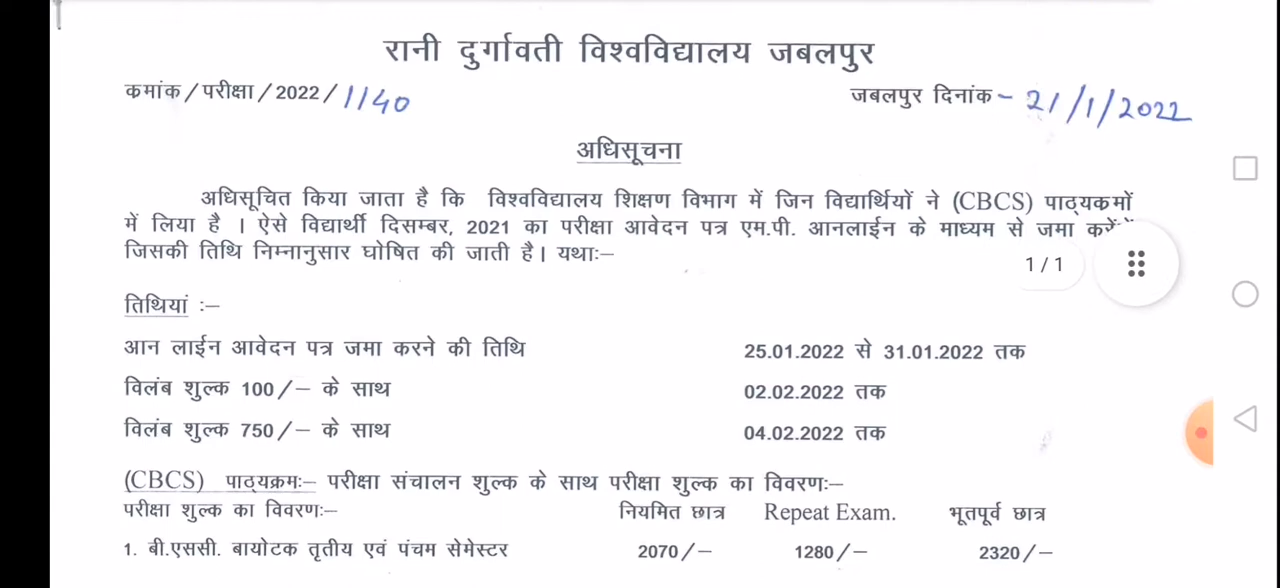 रानी दुर्गावती विश्वविद्यालय जबलपुर
कमांक / परीक्षा / 2022 / 1140 जबलपुर दिनांक - 21/1/2022
अधिसूचना
अधिसूचित किया जाता है कि विश्वविद्यालय शिक्षण विभाग में जिन विद्यार्थियों ने (CBCS) पाठ्यकमों
में लिया है । ऐसे विद्यार्थी दिसम्बर, 2021 का परीक्षा आवेदन पत्र एम.पी. आनलाईन के माध्यम से जमा करें
जिसकी तिथि निम्नानुसार घोषित की जाती है। यथाः–
1 / 1
तिथियां :–
आन लाईन आवेदन पत्र जमा करने की तिथि 25.01.2022 से 31.01.2022 तक
विलंब शुल्क 100/– के साथ 02.02.2022 तक
विलंब शुल्क 750/– के साथ 04.02.2022 तक
(CBCS) पाठ्यक्रमः– परीक्षा संचालन शुल्क के साथ परीक्षा शुल्क का विवरणः–
परीक्षा शुल्क का विवरणः– नियमित छात्र Repeat Exam. भूतपूर्व छात्र
1. बी.एससी. बायोटक तृतीय एवं पंचम सेमेस्टर 2070/– 1280/– 2320/–